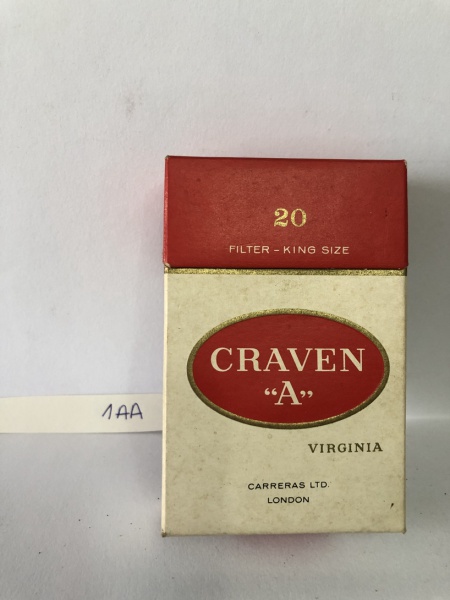 20
FILTER - KING SIZE
CRAVEN
“A”
VIRGINIA
CARRERAS LTD.
LONDON
1AA